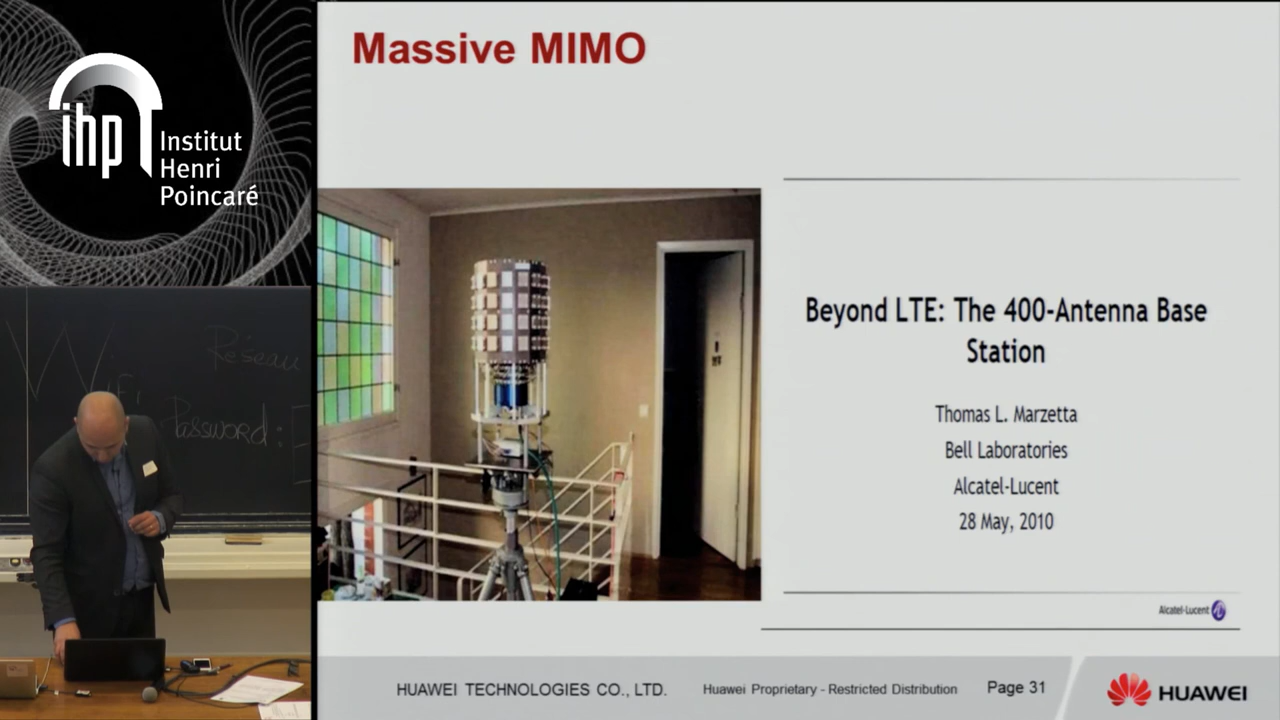 ihp
Institut
Henri
Poincaré
WiFi
Réseau
Password :
Massive MIMO
Beyond LTE: The 400-Antenna Base
Station
Thomas L. Marzetta
Bell Laboratories
Alcatel-Lucent
28 May, 2010
Alcatel-Lucent
HUAWEI TECHNOLOGIES CO., LTD.
Huawei Proprietary - Restricted Distribution
Page 31
HUAWEI